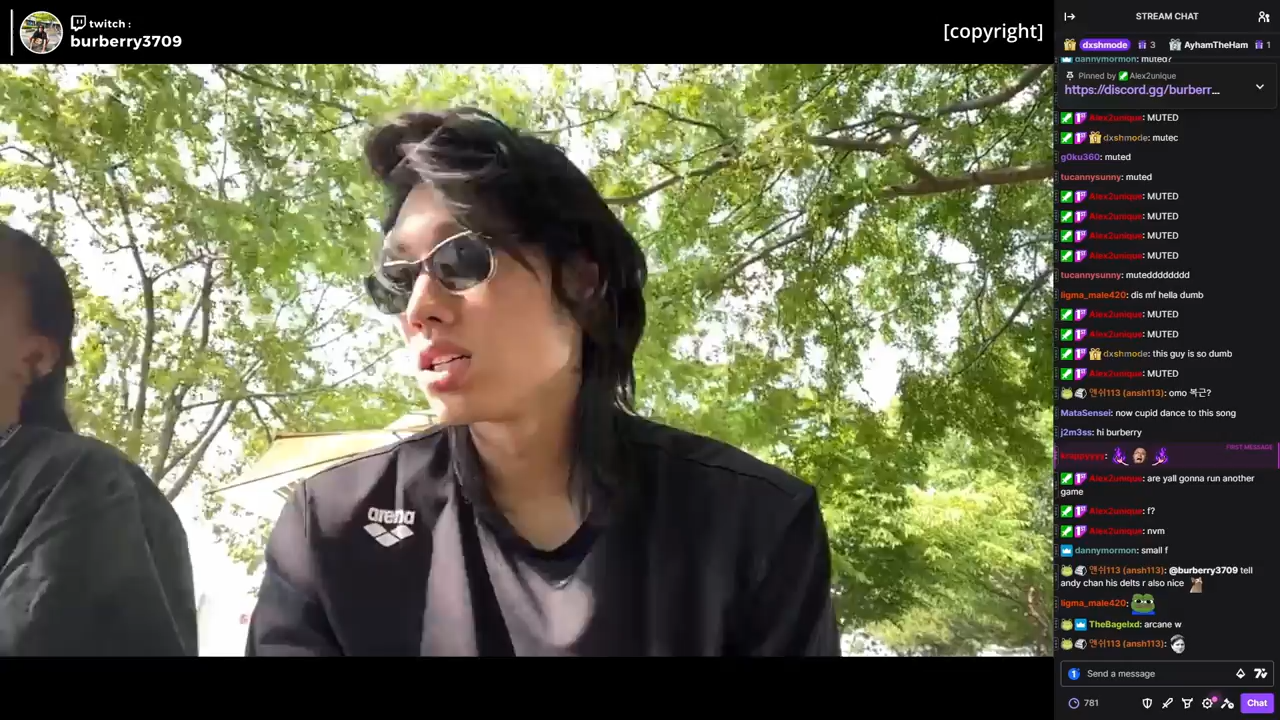 twitch :
burberry3709
[copyright]
arena
STREAM CHAT
dxshmode 3 AyhamTheHam 1
dannymormon: muted?
Pinned by Alex2unique
https://discord.gg/burberr...
Alex2unique: MUTED
dxshmode: mutec
g0ku360: muted
tucannysunny: muted
Alex2unique: MUTED
Alex2unique: MUTED
Alex2unique: MUTED
Alex2unique: MUTED
tucannysunny: mutedddddddd
ligma_male420: dis mf hella dumb
Alex2unique: MUTED
Alex2unique: MUTED
dxshmode: this guy is so dumb
Alex2unique: MUTED
앤쉬113 (ansh113): omo 복근?
MataSensei: now cupid dance to this song
j2m3ss: hi burberry
FIRST MESSAGE
krappyyyy:
Alex2unique: are yall gonna run another
game
Alex2unique: f?
Alex2unique: nvm
dannymormon: small f
앤쉬113 (ansh113): @burberry3709 tell
andy chan his delts r also nice
ligma_male420:
TheBagelxd: arcane w
앤쉬113 (ansh113):
1 Send a message
781
Chat